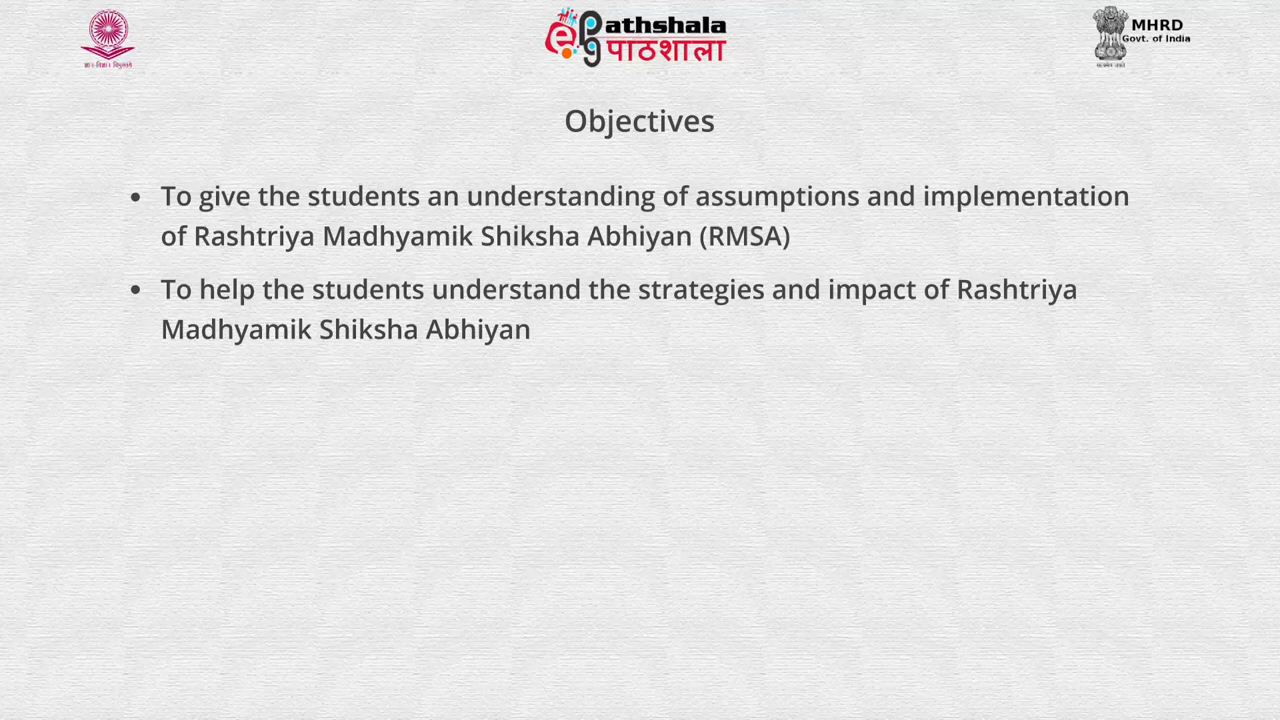 athshala
पाठशाला
MHRD
Govt. of India
Objectives
• To give the students an understanding of assumptions and implementation
of Rashtriya Madhyamik Shiksha Abhiyan (RMSA)
• To help the students understand the strategies and impact of Rashtriya
Madhyamik Shiksha Abhiyan